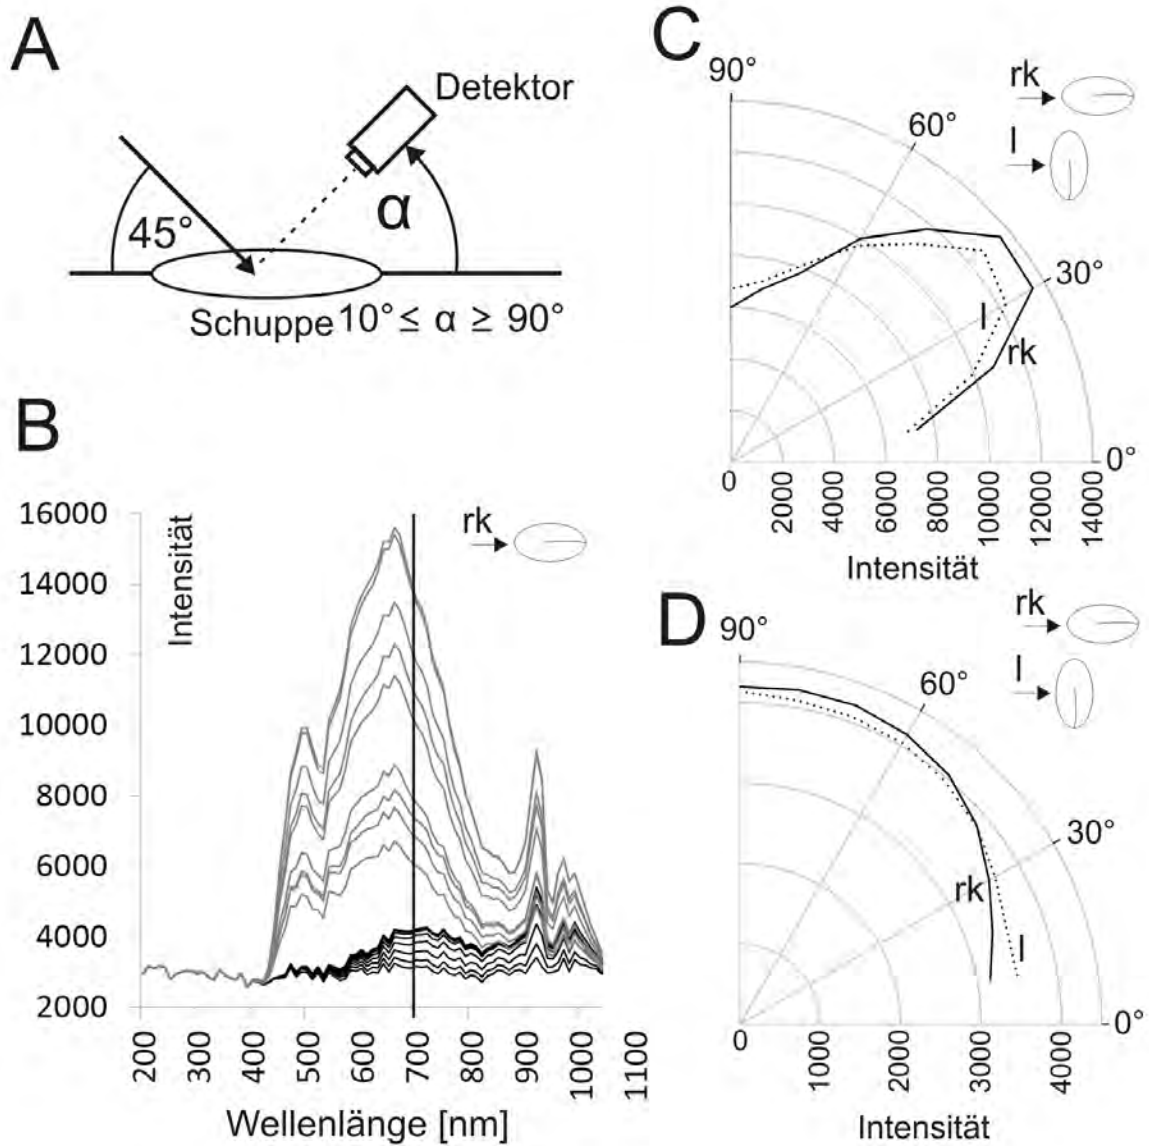 A
Detektor
45°
α
Schuppe 10° ≤ α ≥ 90°
B
16000
14000
12000
10000
8000
6000
4000
2000
Intensität
rk
200
300
400
500
600
700
800
900
1000
1100
Wellenlänge [nm]
C
90°
60°
30°
0°
rk
l
l
rk
0
2000
4000
6000
8000
10000
12000
14000
Intensität
D
90°
60°
30°
0°
rk
l
rk
l
0
1000
2000
3000
4000
Intensität